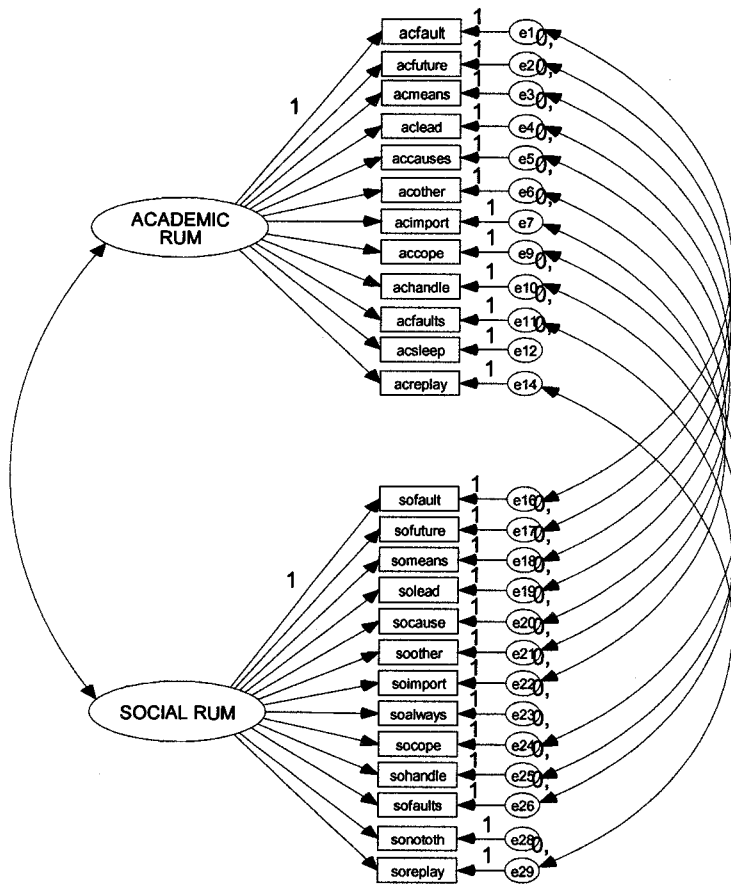 1
acfault 1 e1 0,
acfuture 1 e2 0,
acmeans 1 e3 0,
1
aclead 1 e4 0,
accauses 1 e5 0,
acother 1 e6 0,
ACADEMIC
RUM
acimport 1 e7
accope 1 e9 0,
achandle 1 e10 0,
acfaults 1 e11 0,
acsleep 1 e12
acreplay 1 e14
sofault 1 e16 0,
sofuture 1 e17 0,
someans 1 e18 0,
1
solead 1 e19 0,
socause 1 e20 0,
soother 1 e21 0,
soimport 1 e22 0,
SOCIAL RUM
soalways 1 e23 0,
socope 1 e24 0,
sohandle 1 e25 0,
sofaults 1 e26
sonototh 1 e28 0,
soreplay 1 e29